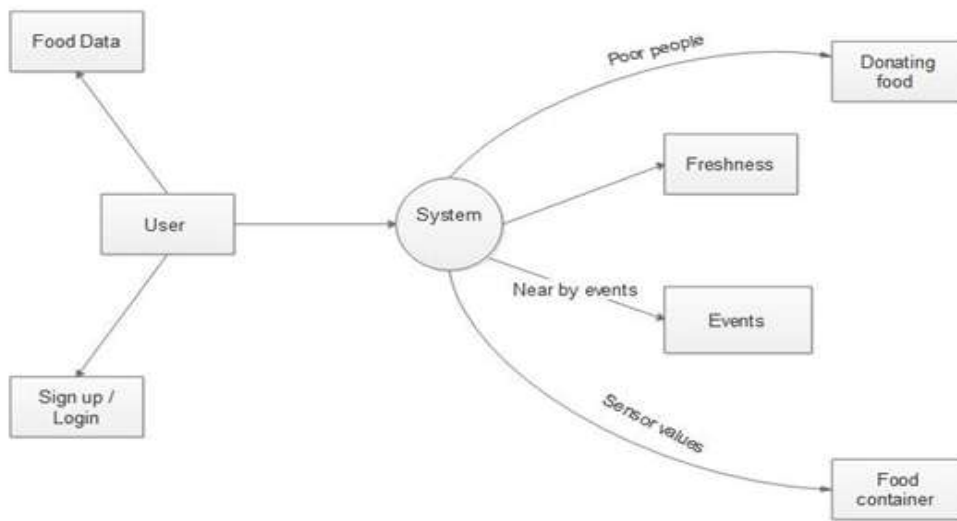 Food Data
Poor people
Donating
food
Freshness
User
System
Near by events
Events
Sign up /
Login
Sensor values
Food
container